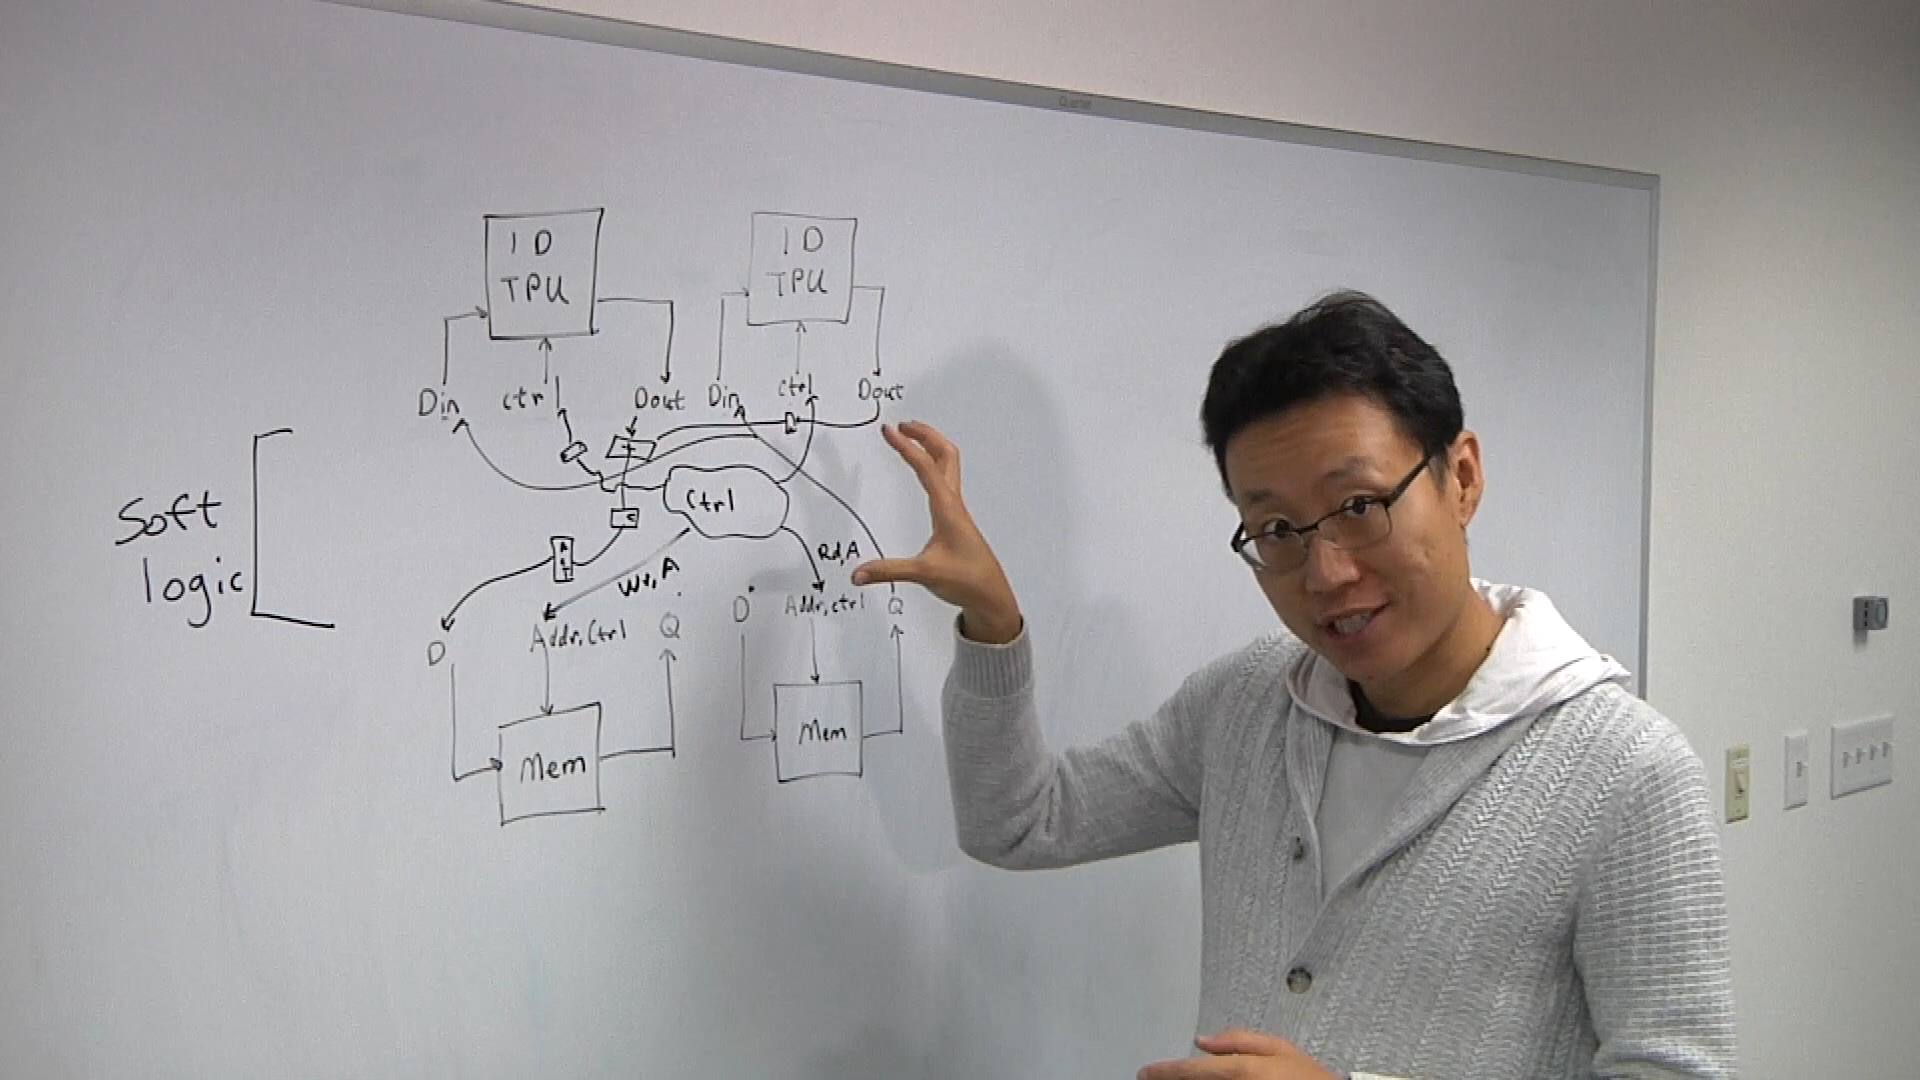 1D
TPU
1D
TPU
Din
ctrl
Dout
Din
ctrl
Dout
+
Ctrl
Soft
logic
Rd, A
Wr, A
D
Addr, Ctrl
Q
D
Addr, ctrl
Q
Mem
Mem